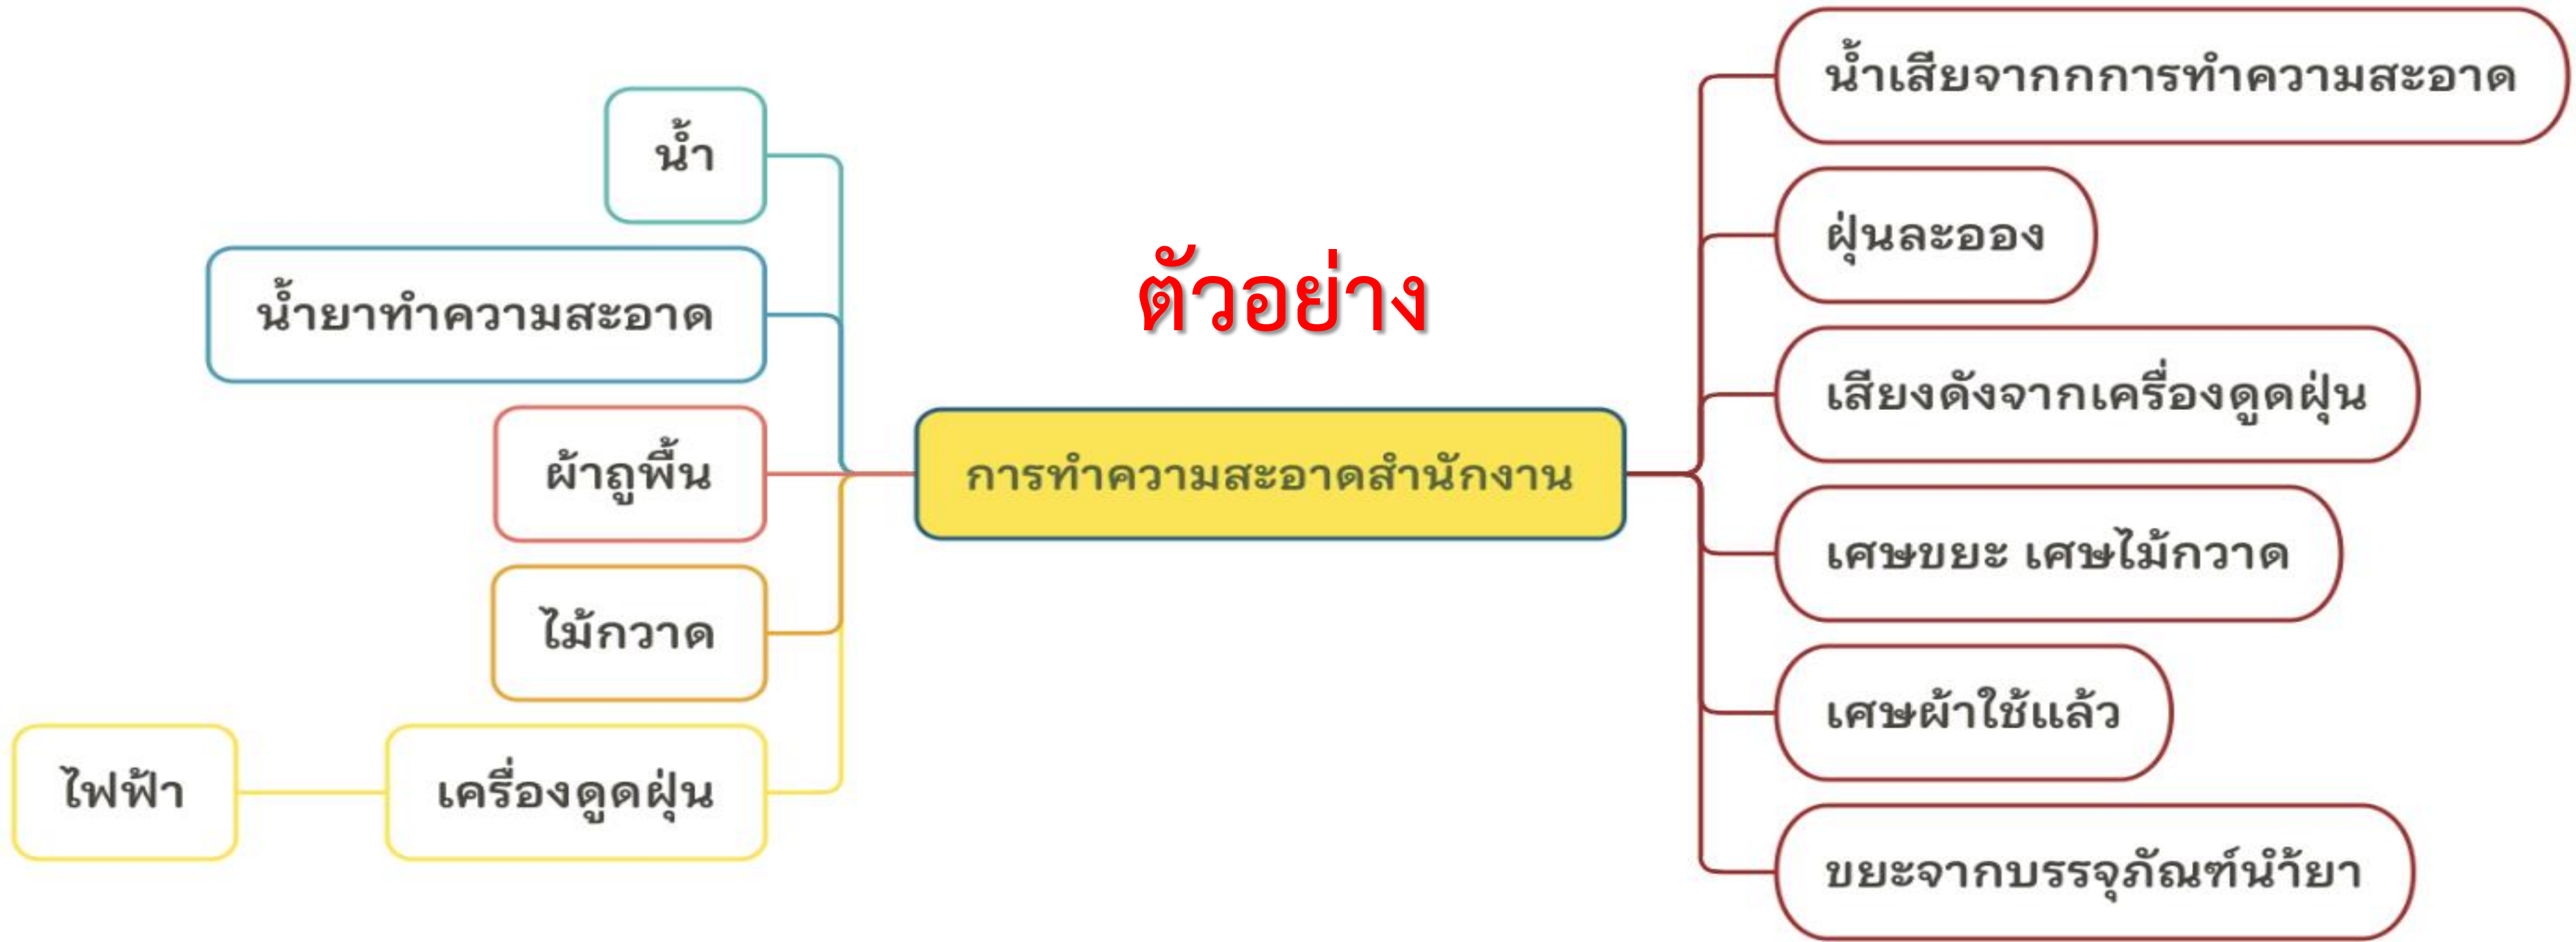 น้ำ
น้ำยาทำความสะอาด
ผ้าถูพื้น
ไม้กวาด
ไฟฟ้า
เครื่องดูดฝุ่น
ตัวอย่าง
การทำความสะอาดสำนักงาน
น้ำเสียจากกการทำความสะอาด
ฝุ่นละออง
เสียงดังจากเครื่องดูดฝุ่น
เศษขยะ เศษไม้กวาด
เศษผ้าใช้แล้ว
ขยะจากบรรจุภัณฑ์นำ้ยา